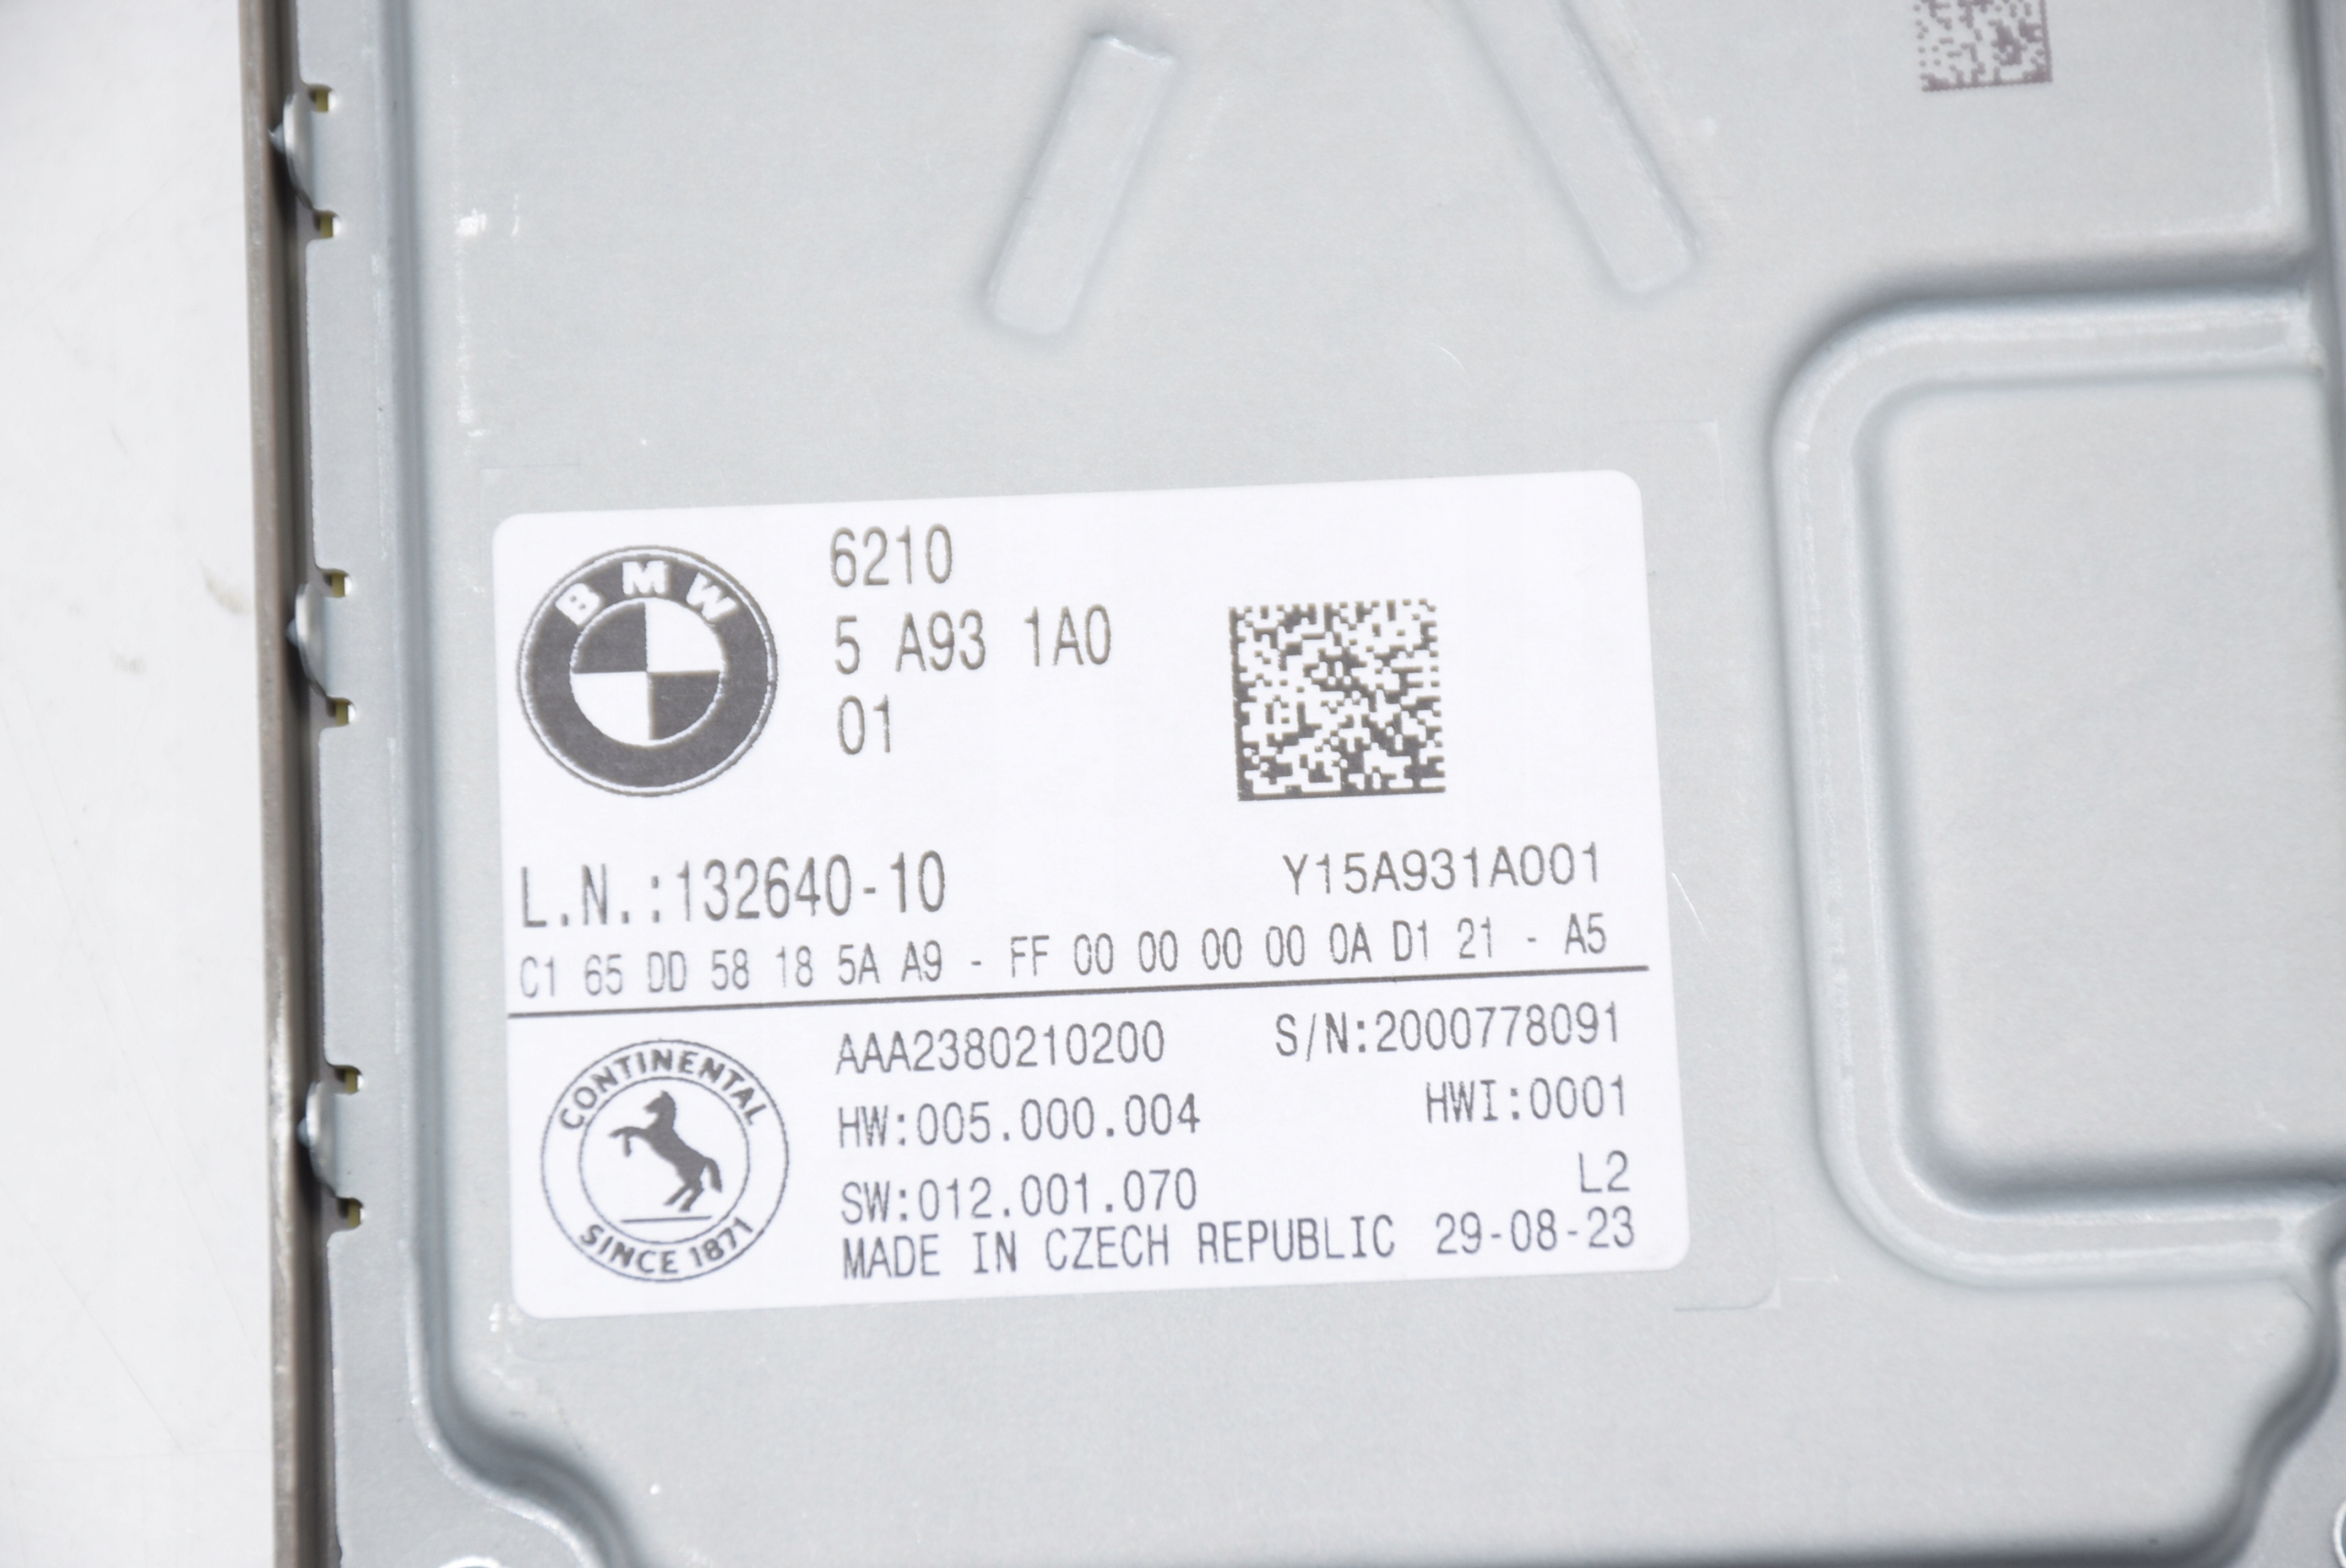 BMW
6210
5 A93 1A0
01
L.N.:132640-10
Y15A931A001
C1 65 DD 58 18 5A A9 - FF 00 00 00 00 0A D1 21 - A5
CONTINENTAL
SINCE 1871
AAA2380210200
S/N:2000778091
HW:005.000.004
HWI:0001
SW:012.001.070
L2
MADE IN CZECH REPUBLIC 29-08-23